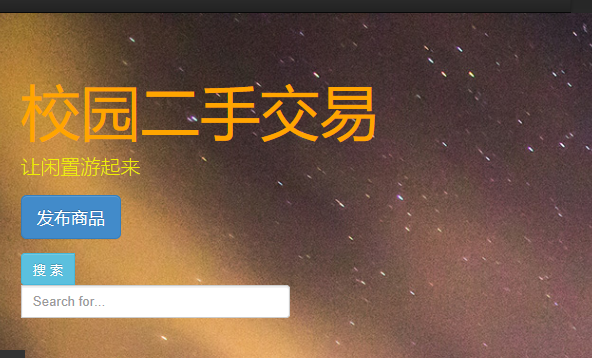 校园二手交易
让闲置游起来
发布商品
搜 索
Search for...